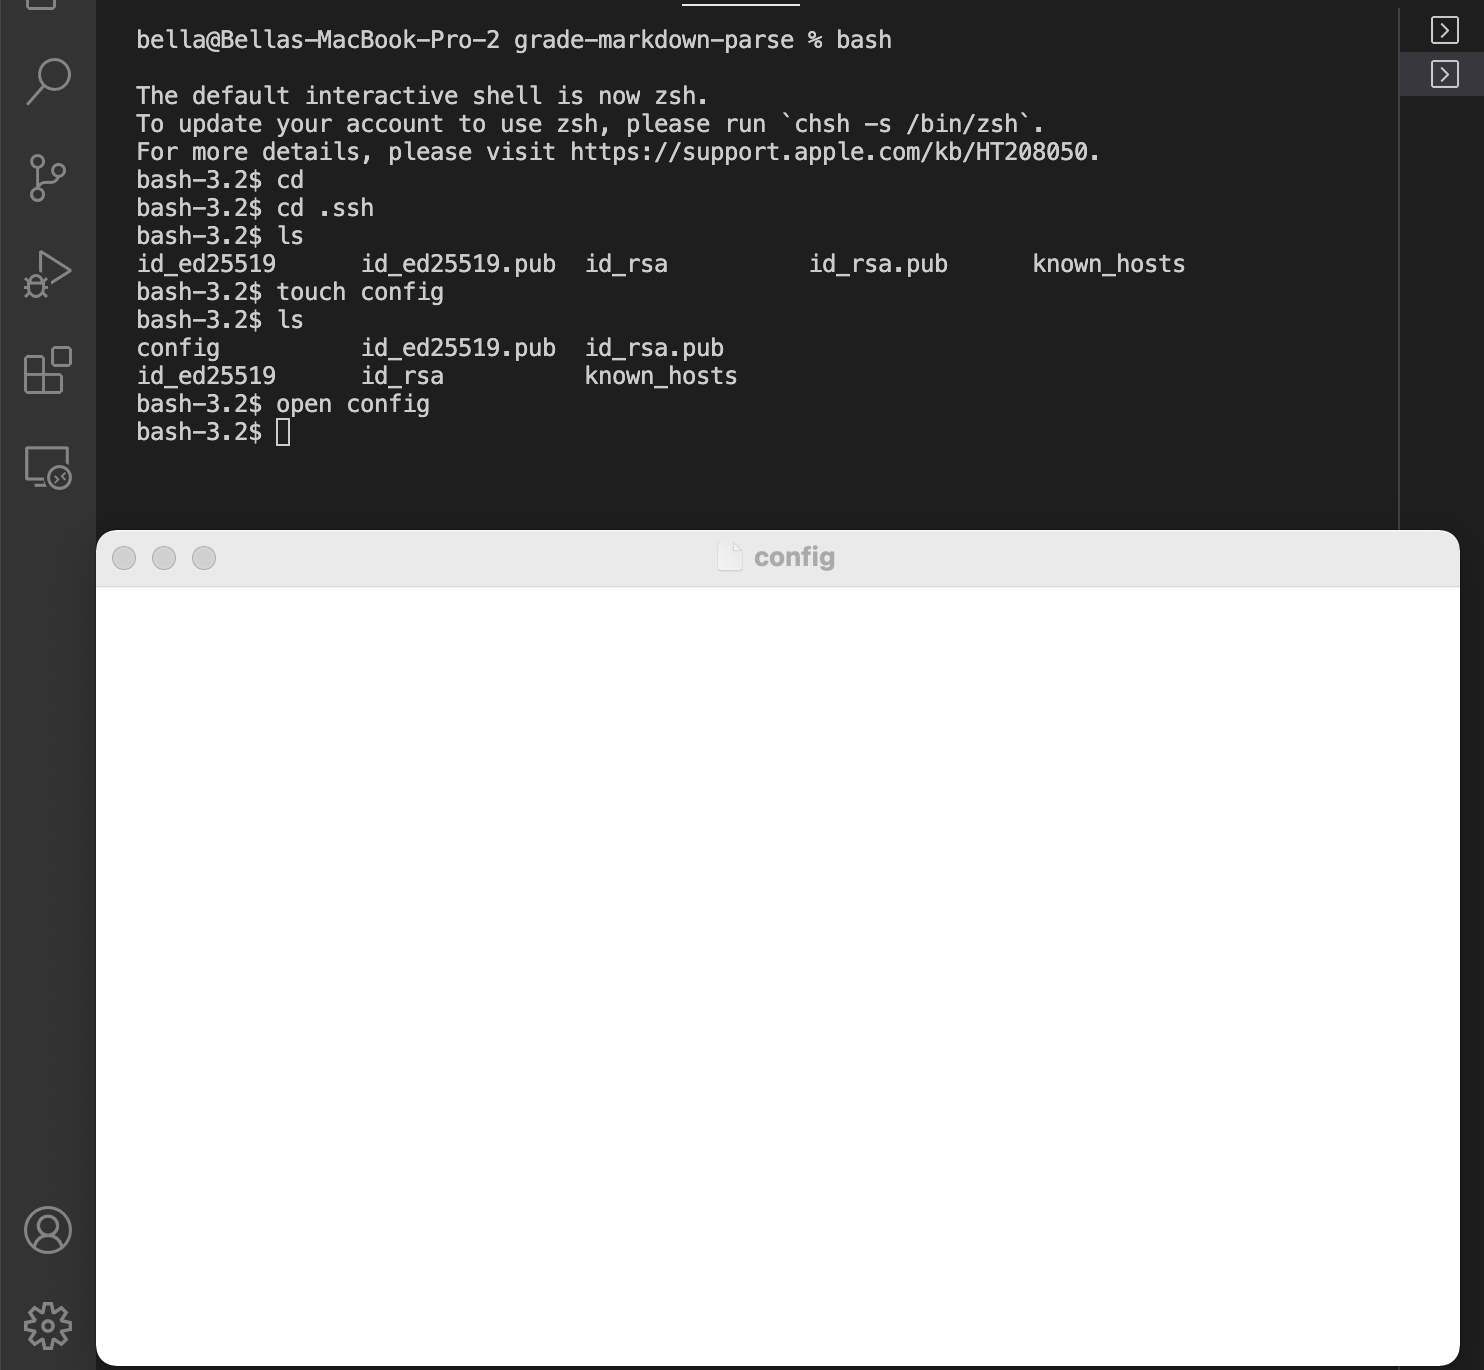 bella@Bellas-MacBook-Pro-2 grade-markdown-parse % bash
The default interactive shell is now zsh.
To update your account to use zsh, please run `chsh -s /bin/zsh`.
For more details, please visit https://support.apple.com/kb/HT208050.
bash-3.2$ cd
bash-3.2$ cd .ssh
bash-3.2$ ls
id_ed25519 id_ed25519.pub id_rsa id_rsa.pub known_hosts
bash-3.2$ touch config
bash-3.2$ ls
config id_ed25519.pub id_rsa.pub
id_ed25519 id_rsa known_hosts
bash-3.2$ open config
bash-3.2$
config